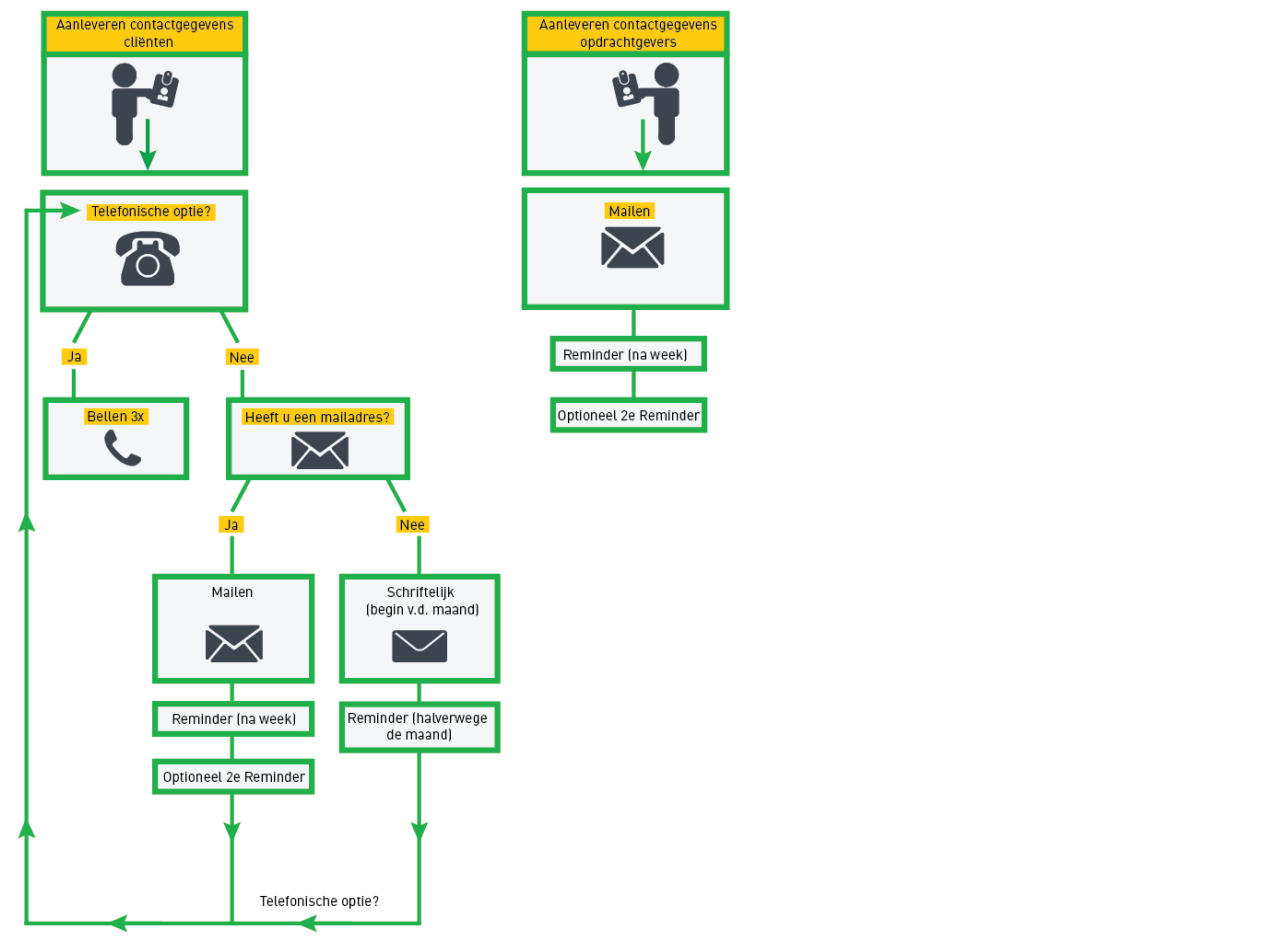 Aanleveren contactgegevens
cliënten
Telefonische optie?
Ja
Nee
Bellen 3x
Heeft u een mailadres?
Ja
Nee
Mailen
Schriftelijk
(begin v.d. maand)
Reminder (na week)
Reminder (halverwege
de maand)
Optioneel 2e Reminder
Telefonische optie?
Aanleveren contactgegevens
opdrachtgevers
Mailen
Reminder (na week)
Optioneel 2e Reminder